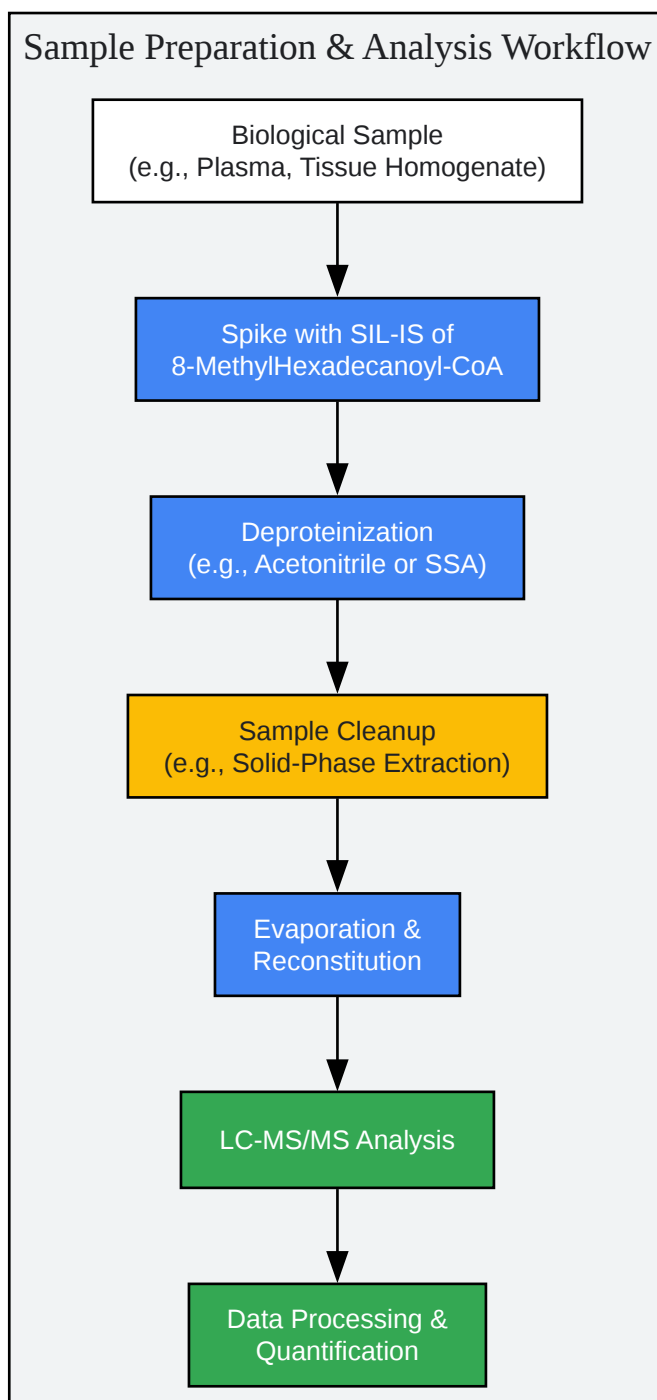 Sample Preparation & Analysis Workflow
Biological Sample
(e.g., Plasma, Tissue Homogenate)
Spike with SIL-IS of
8-MethylHexadecanoyl-CoA
Deproteinization
(e.g., Acetonitrile or SSA)
Sample Cleanup
(e.g., Solid-Phase Extraction)
Evaporation &
Reconstitution
LC-MS/MS Analysis
Data Processing &
Quantification